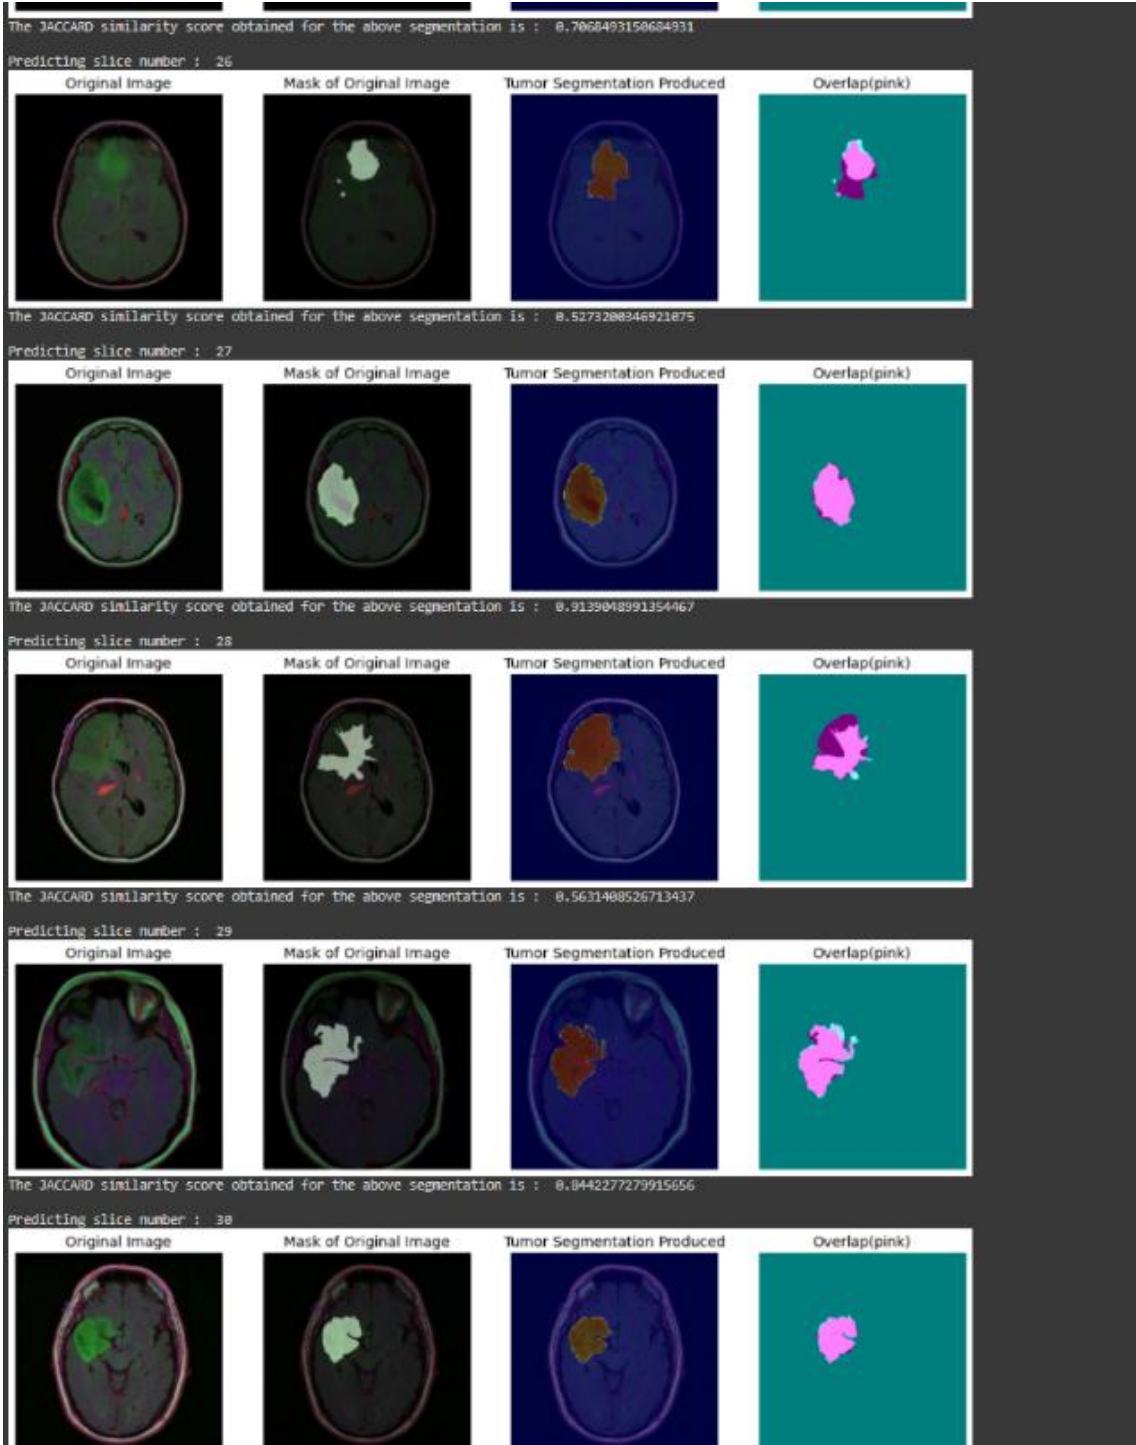 The JACCARD similarity score obtained for the above segmentation is :  0.7068493150684931
Predicting slice number :  26
Original Image Mask of Original Image Tumor Segmentation Produced Overlap(pink)
The JACCARD similarity score obtained for the above segmentation is :  0.5273200346921075
Predicting slice number :  27
Original Image Mask of Original Image Tumor Segmentation Produced Overlap(pink)
The JACCARD similarity score obtained for the above segmentation is :  0.9139048991354467
Predicting slice number :  28
Original Image Mask of Original Image Tumor Segmentation Produced Overlap(pink)
The JACCARD similarity score obtained for the above segmentation is :  0.5631408526713437
Predicting slice number :  29
Original Image Mask of Original Image Tumor Segmentation Produced Overlap(pink)
The JACCARD similarity score obtained for the above segmentation is :  0.8442277279915656
Predicting slice number :  30
Original Image Mask of Original Image Tumor Segmentation Produced Overlap(pink)